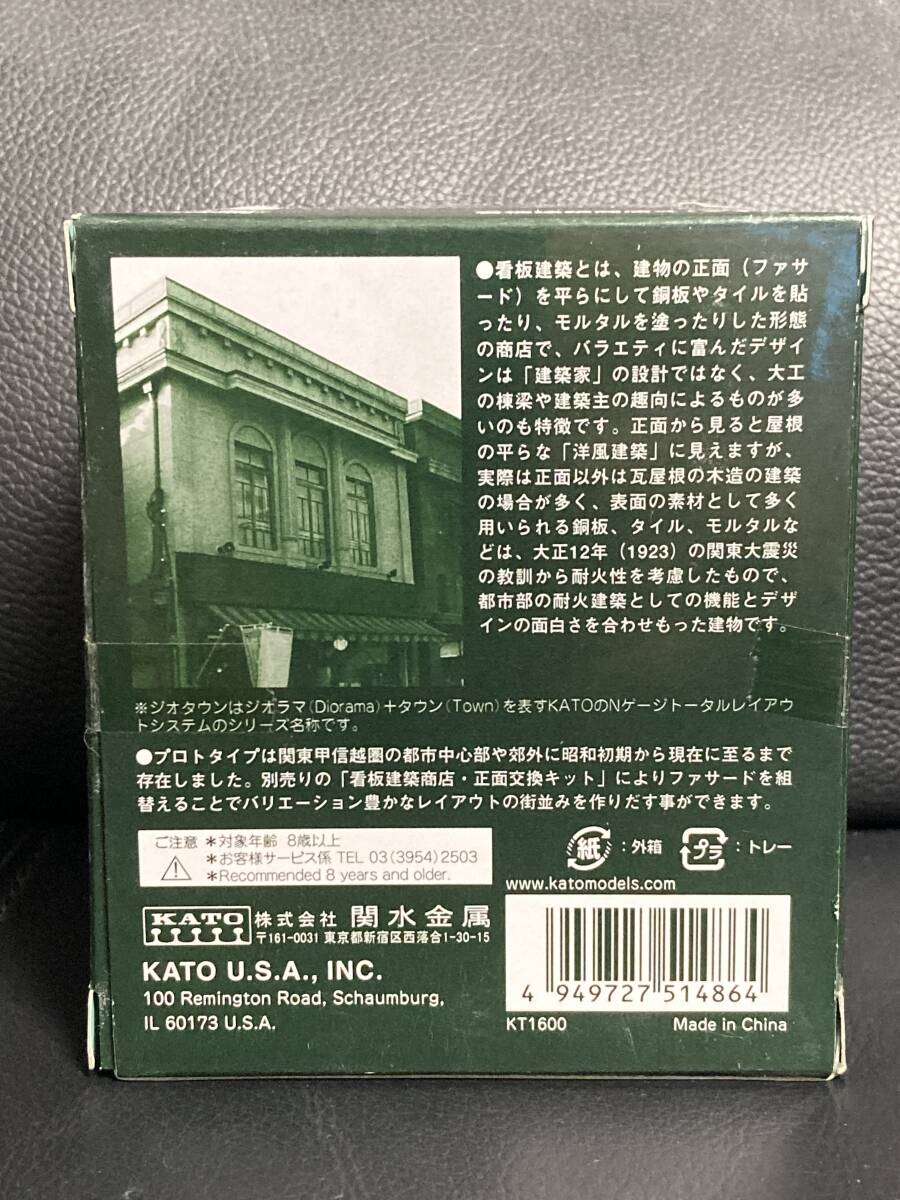 ●看板建築とは、建物の正面（ファサ
ード）を平らにして銅板やタイルを貼
ったり、モルタルを塗ったりした形態
の商店で、バラエティに富んだデザイ
ンは「建築家」の設計ではなく、大工
の棟梁や建築主の趣向によるものが多
いのも特徴です。正面から見ると屋根
の平らな「洋風建築」に見えますが、
実際は正面以外は瓦屋根の木造の建築
の場合が多く、表面の素材として多く
用いられる銅板、タイル、モルタルな
どは、大正12年（1923）の関東大震災
の教訓から耐火性を考慮したもので、
都市部の耐火建築としての機能とデザ
インの面白さを合わせもった建物です。
※ジオタウンはジオラマ（Diorama）＋タウン（Town）を表すKATOのNゲージトータルレイアウ
トシステムのシリーズ名称です。
●プロトタイプは関東甲信越圏の都市中心部や郊外に昭和初期から現在に至るまで
存在しました。別売りの「看板建築商店・正面交換キット」によりファサードを組
替えることでバリエーション豊かなレイアウトの街並みを作りだす事ができます。
ご注意 ＊対象年齢 8歳以上
＊お客様サービス係 TEL 03(3954)2503
＊Recommended 8 years and older.
紙：外箱 プラ：トレー
www.katomodels.com
KATO 株式会社 関水金属
〒161-0031 東京都新宿区西落合1-30-15
KATO U.S.A., INC.
100 Remington Road, Schaumburg,
IL 60173 U.S.A.
4 949727 514864
KT1600 Made in China